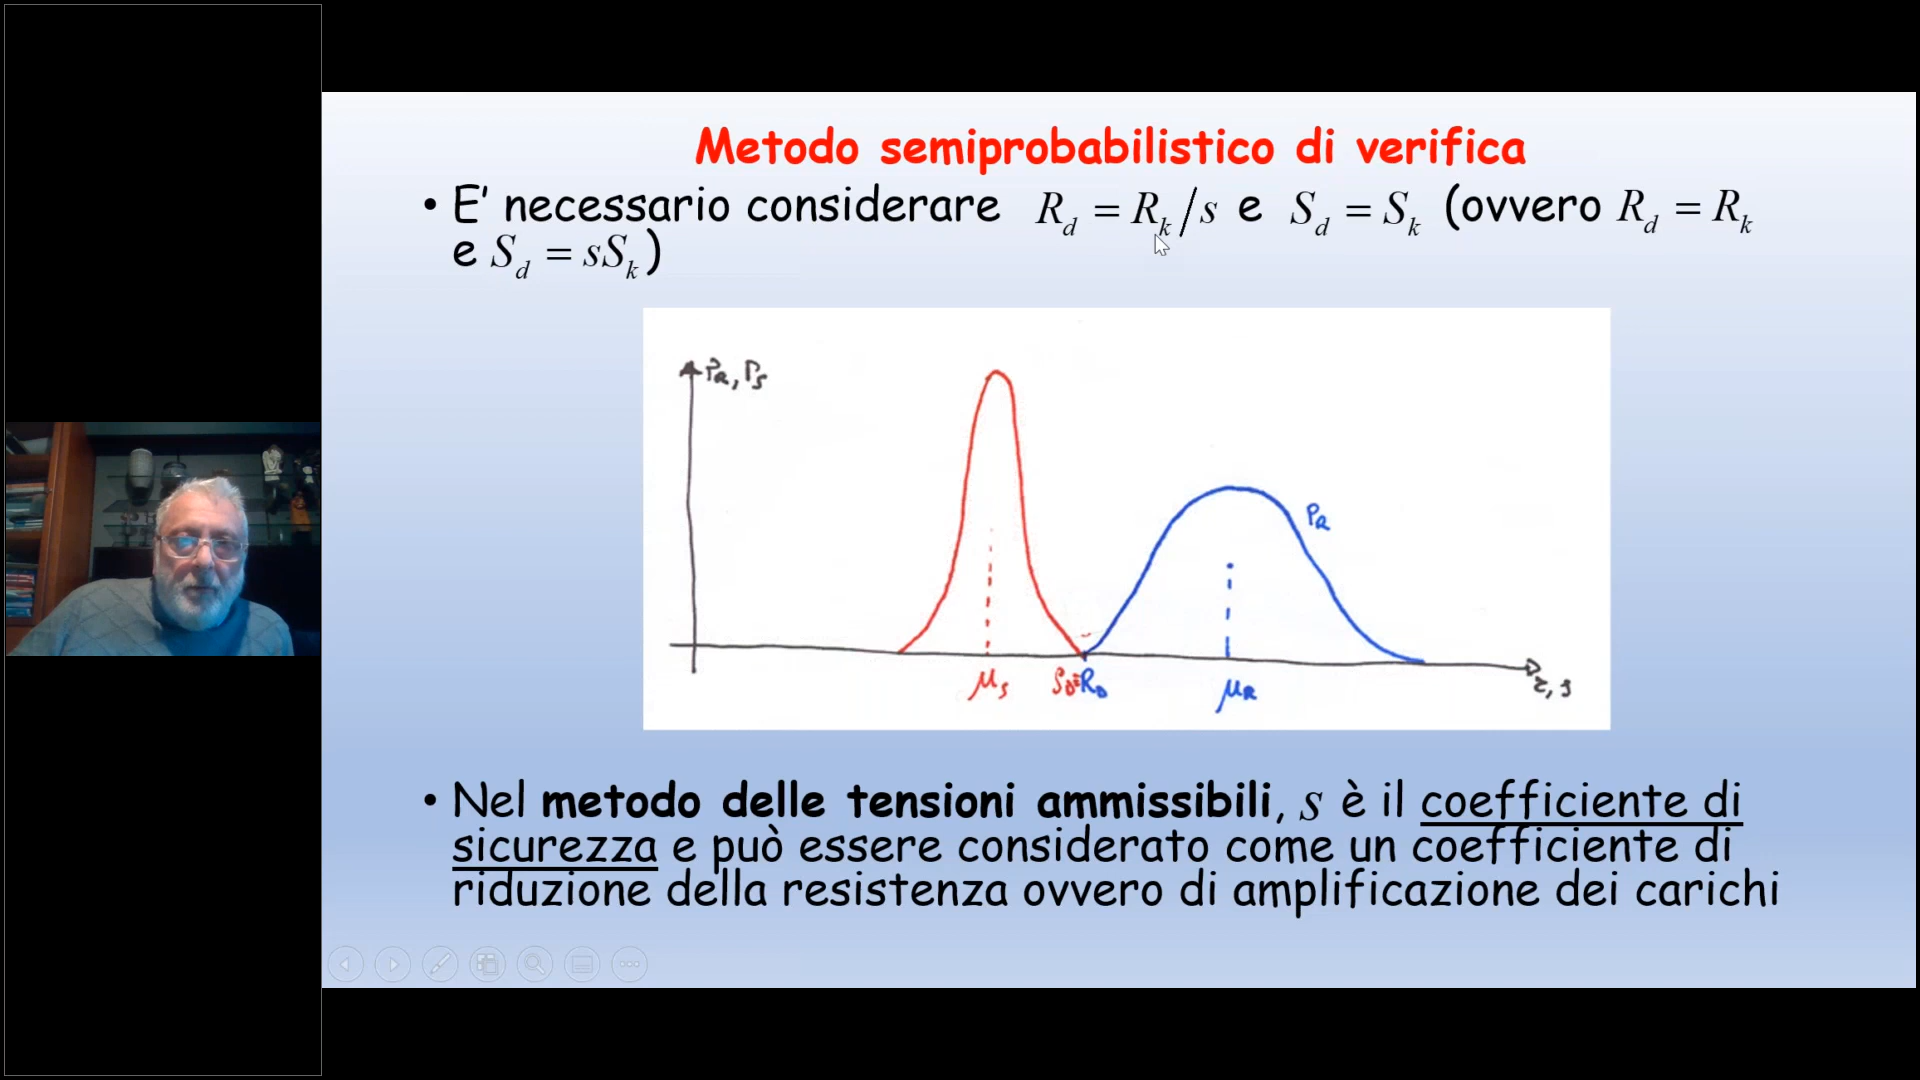 Metodo semiprobabilistico di verifica
• E' necessario considerare R_d = R_k/s e S_d = S_k (ovvero R_d = R_k
e S_d = sS_k)
P_R, P_S
P_R
μ_S S_D=R_D μ_R
r, s
• Nel metodo delle tensioni ammissibili, s è il coefficiente di
sicurezza e può essere considerato come un coefficiente di
riduzione della resistenza ovvero di amplificazione dei carichi